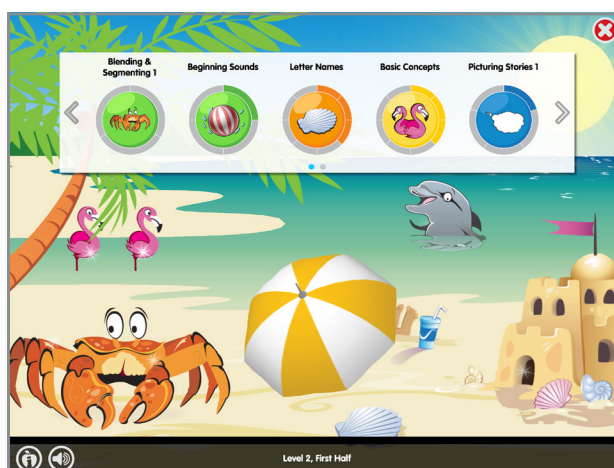 Blending &
Segmenting 1
Beginning Sounds
Letter Names
Basic Concepts
Picturing Stories 1
Level 2, First Half